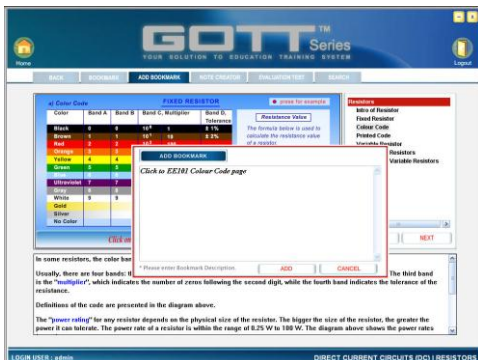 GOTT TM
Series
YOUR SOLUTION TO EDUCATION TRAINING SYSTEM
Home
Logout
BACK
BOOKMARK
ADD BOOKMARK
NOTE CREATOR
EVALUATION TEST
SEARCH
a) Color Code
FIXED RESISTOR
press for example
Color Band A Band B Band C, Multiplier Band D, Tolerance
Black 0 0 1 ± 1%
Brown 1 1 10 ± 2%
Red 2 2 100
Orange 3 3
Yellow 4 4
Green 5 5
Blue
Ultraviolet 7 7
Gray 8 8
White 9 9
Gold
Silver
No Color
Resistance Value
The formula below is used to
calculate the resistance value
of a resistor.
Click on
Resistors
Intro of Resistor
Fixed Resistor
Colour Code
Printed Code
Variable Resistor
Resistors
Variable Resistors
NEXT
ADD BOOKMARK
Click to EE101 Colour Code page
* Please enter Bookmark Description.
ADD
CANCEL
In some resistors, the color ban
Usually, there are four bands: th
The third band
is the "multiplier", which indicates the number of zeros following the second digit, while the fourth band indicates the tolerance of the
resistance.
Definitions of the code are presented in the diagram above.
The "power rating" for any resistor depends on the physical size of the resistor. The bigger the size of the resistor, the greater the
power it can tolerate. The power rate of a resistor is within the range of 0.25 W to 100 W. The diagram above shows the power rates
LOGIN USER : admin
DIRECT CURRENT CIRCUITS (DC) | RESISTORS